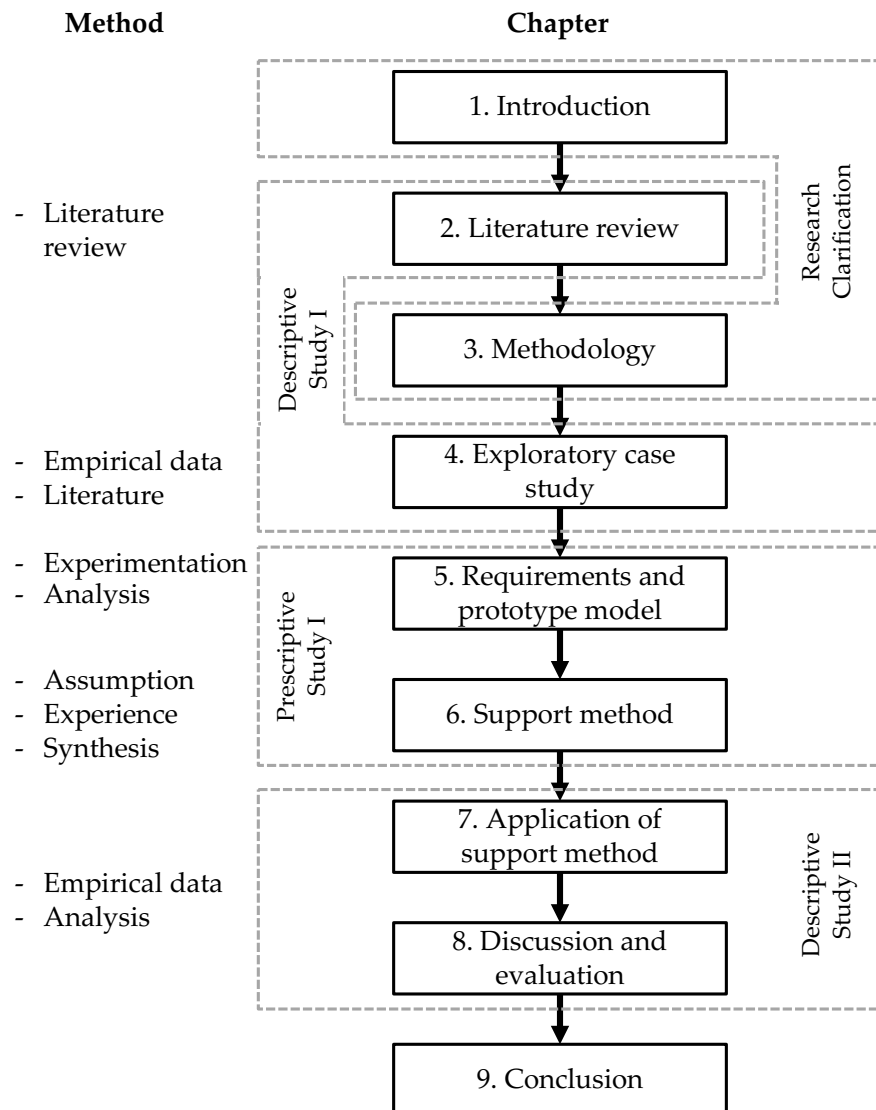 Method
Chapter
1. Introduction
- Literature
review
2. Literature review
Research
Clarification
3. Methodology
Descriptive
Study I
- Empirical data
- Literature
4. Exploratory case
study
- Experimentation
- Analysis
5. Requirements and
prototype model
Prescriptive
Study I
- Assumption
- Experience
- Synthesis
6. Support method
7. Application of
support method
Descriptive
Study II
- Empirical data
- Analysis
8. Discussion and
evaluation
9. Conclusion